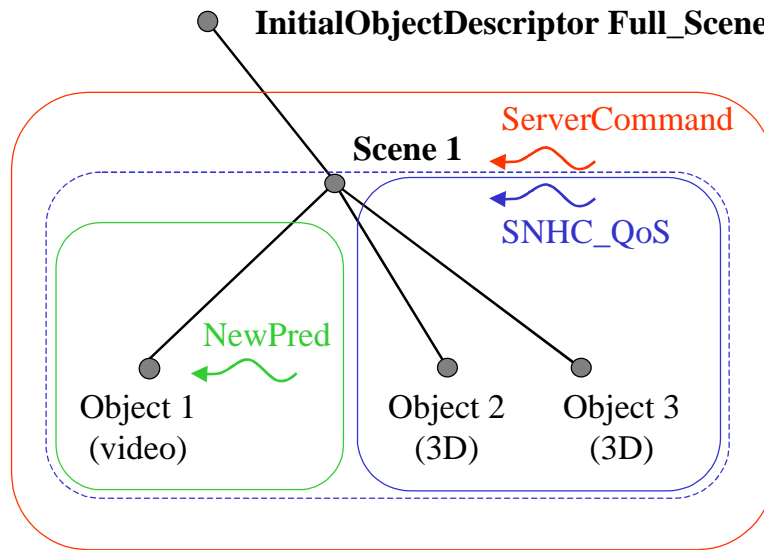 InitialObjectDescriptor Full_Scene
ServerCommand
Scene 1
SNHC_QoS
NewPred
Object 1
(video)
Object 2
(3D)
Object 3
(3D)